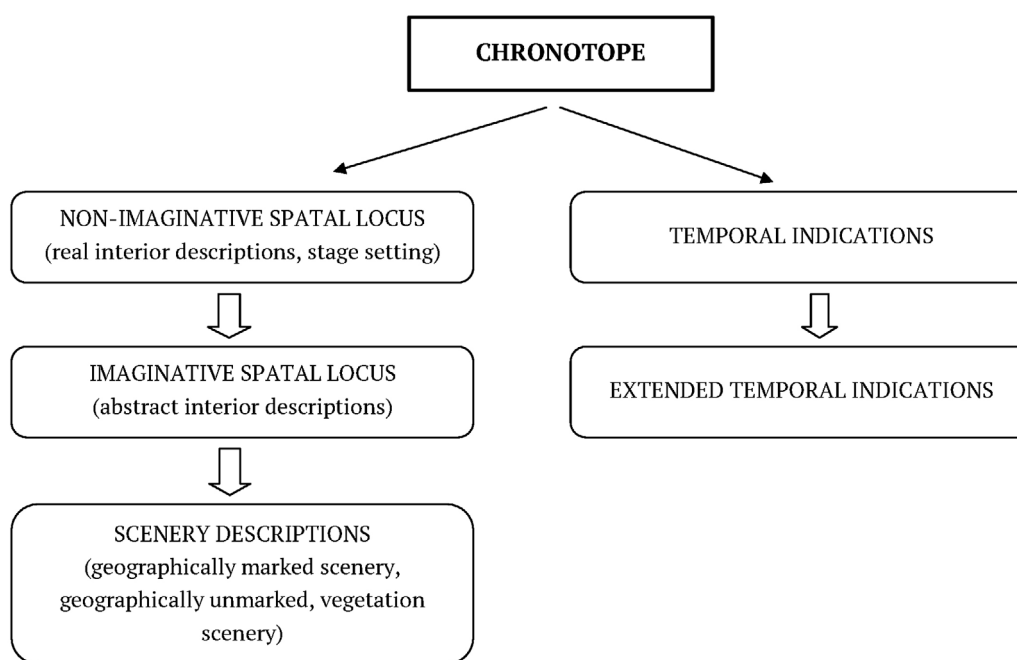 CHRONOTOPE
NON-IMAGINATIVE SPATAL LOCUS
(real interior descriptions, stage setting)
TEMPORAL INDICATIONS
IMAGINATIVE SPATAL LOCUS
(abstract interior descriptions)
EXTENDED TEMPORAL INDICATIONS
SCENERY DESCRIPTIONS
(geographically marked scenery,
geographically unmarked, vegetation
scenery)